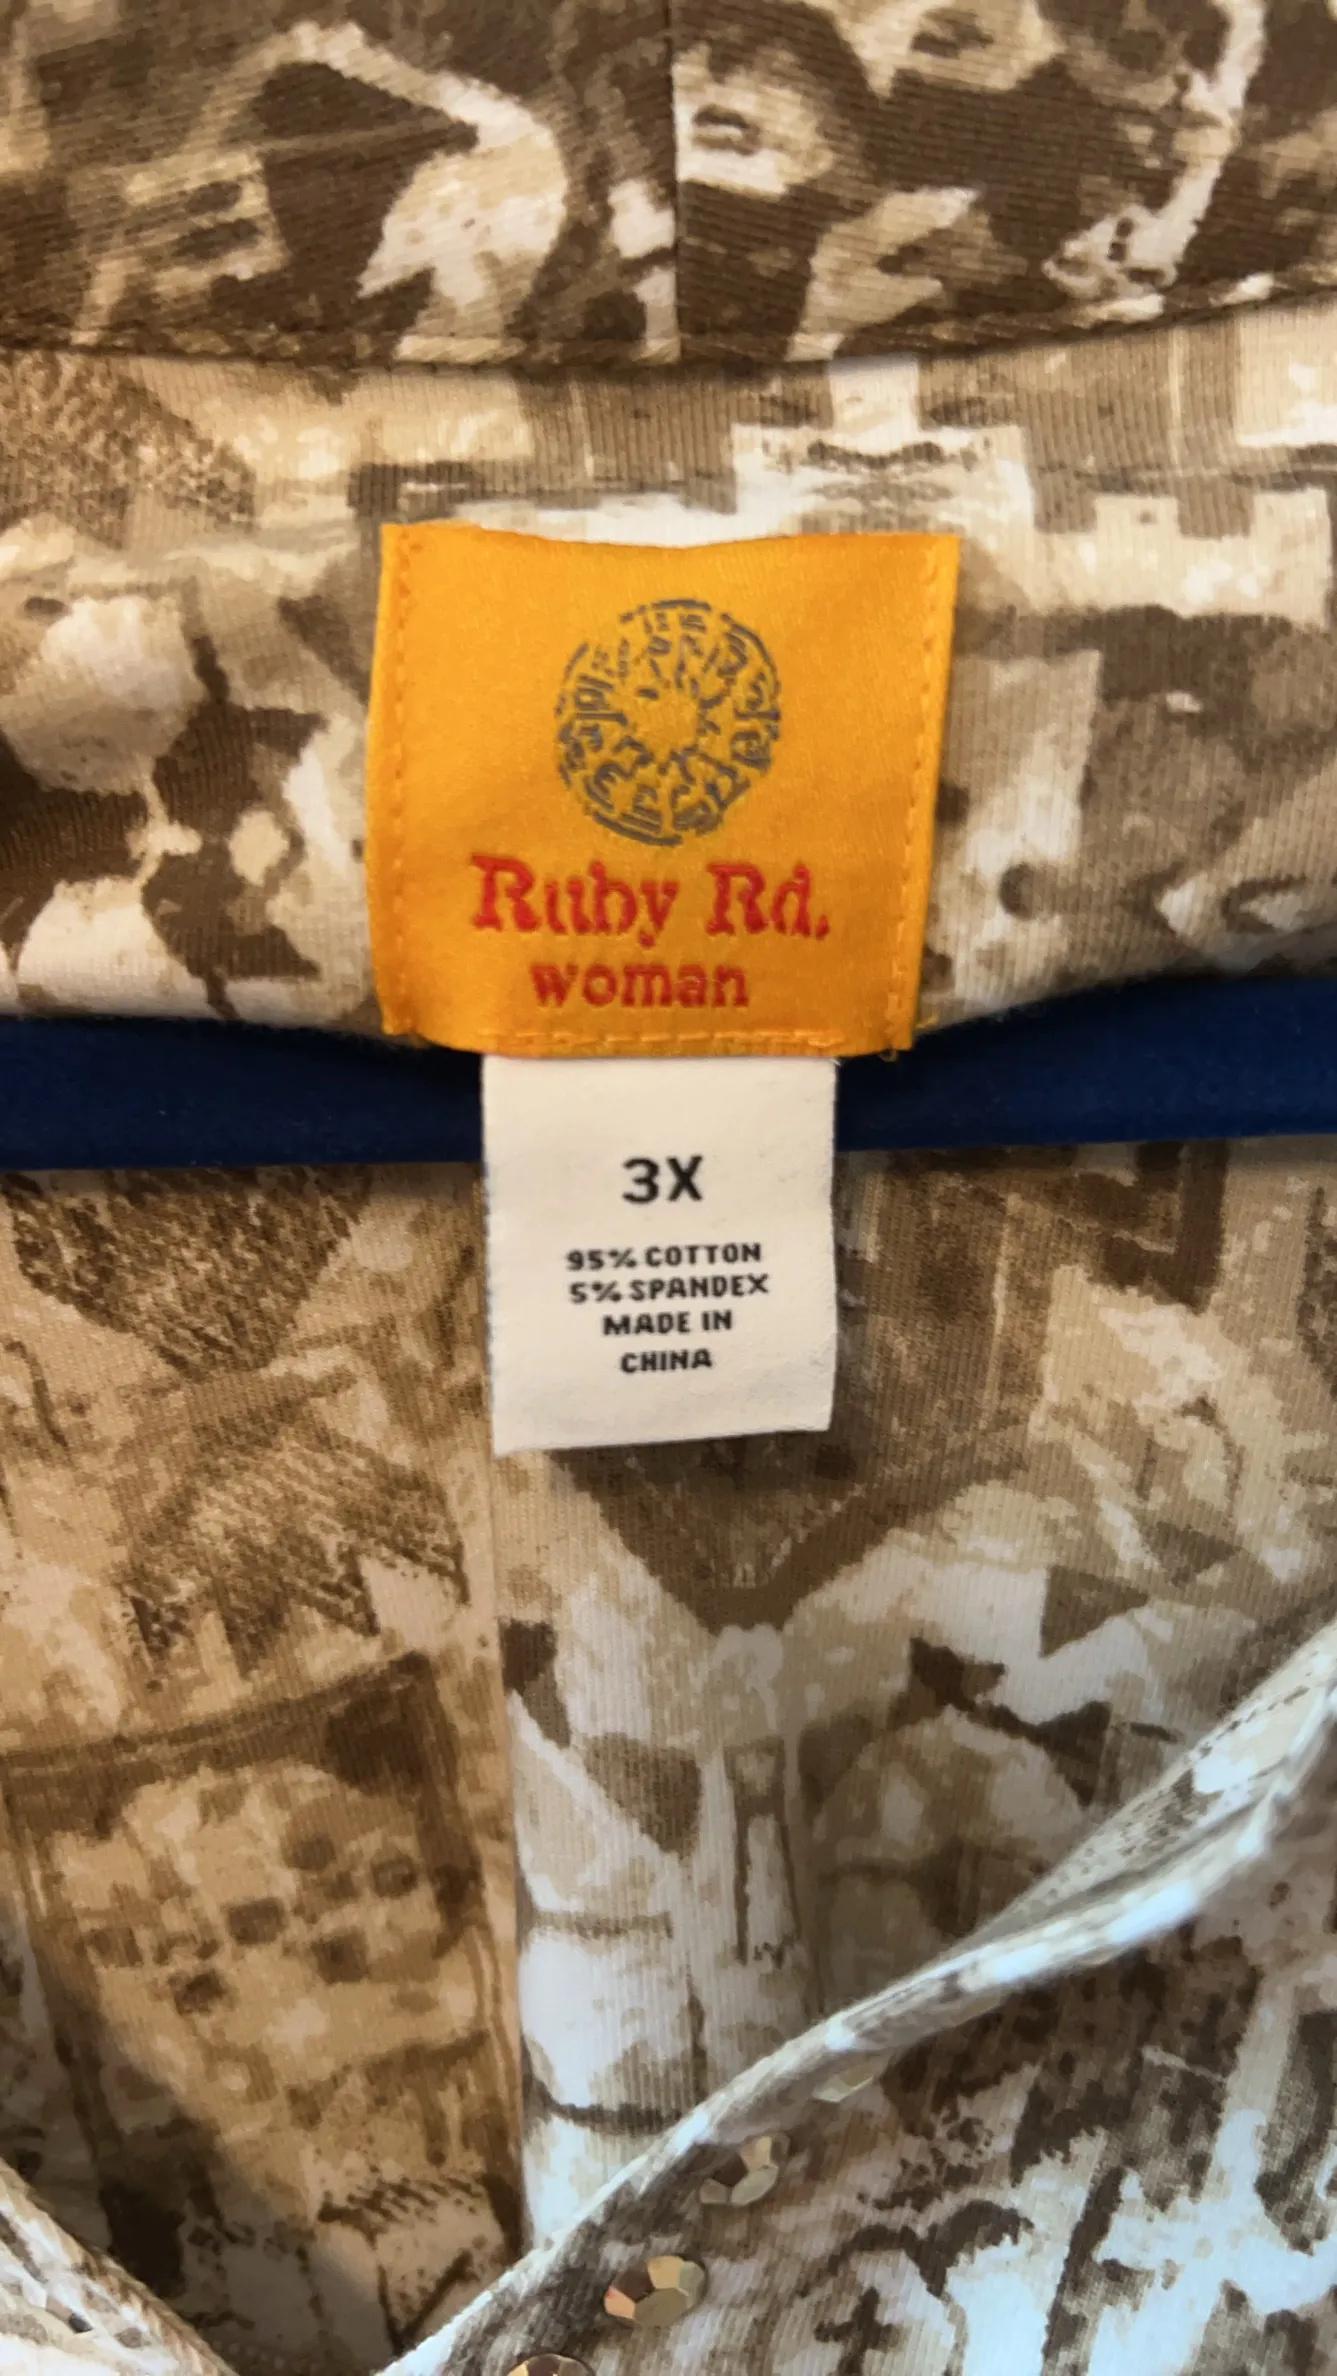 Ruby Rd.
woman
3X
95% COTTON
5% SPANDEX
MADE IN
CHINA